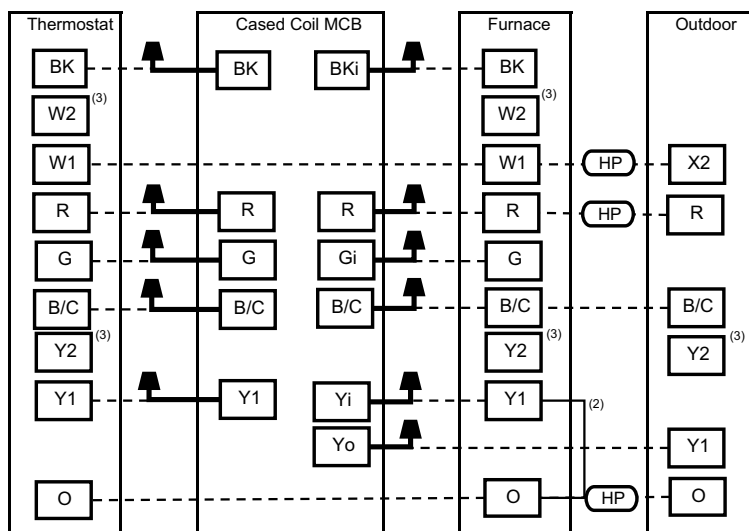 Thermostat Cased Coil MCB Furnace Outdoor
BK BK BKi BK
W2 (3) W2 (3)
W1 W1 HP X2
R R R R HP R
G G Gi G
B/C B/C B/C B/C B/C
Y2 (3) Y2 (3) Y2 (3)
Y1 Y1 Yi Y1 (2)
Yo Y1
O O HP O